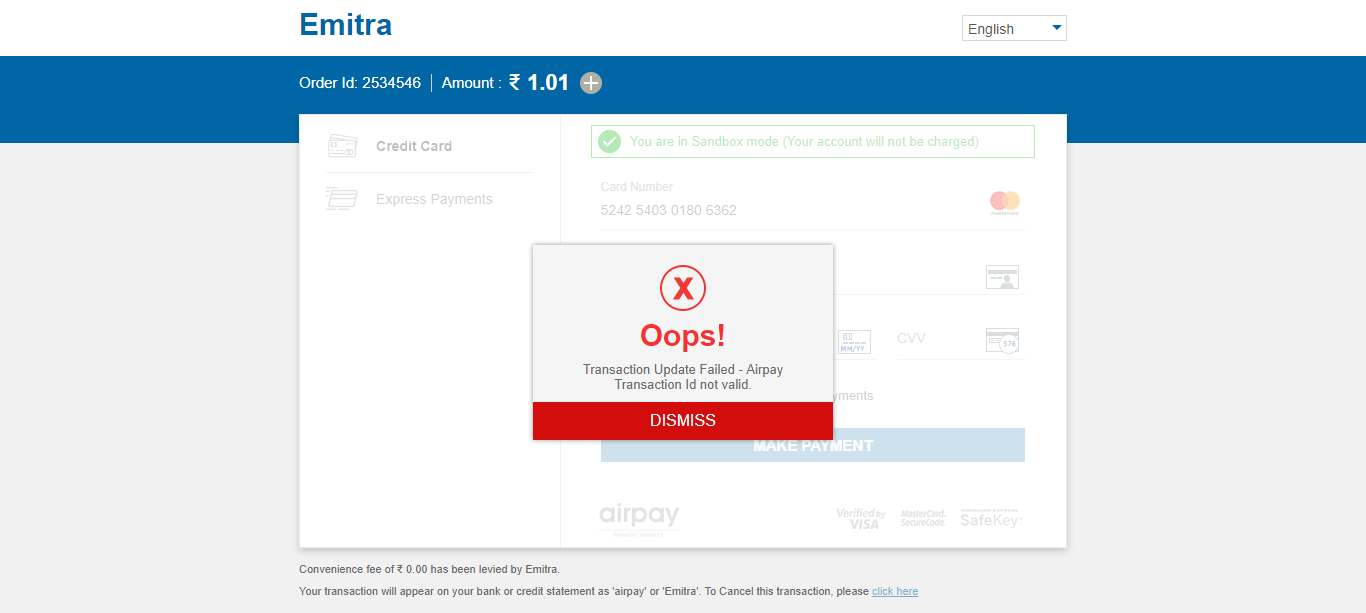 Emitra
English
Order Id: 2534546
Amount : ₹ 1.01
Credit Card
Express Payments
You are in Sandbox mode (Your account will not be charged)
Card Number
5242 5403 0180 6362
mastercard
X
Oops!
Transaction Update Failed - Airpay
Transaction Id not valid.
DISMISS
MM/YY
CVV
576
yments
MAKE PAYMENT
airpay
PAYMENT SERVICES
Verified by
VISA
MasterCard.
SecureCode.
AMERICAN EXPRESS
SafeKey
Convenience fee of ₹ 0.00 has been levied by Emitra.
Your transaction will appear on your bank or credit statement as 'airpay' or 'Emitra'. To Cancel this transaction, please click here